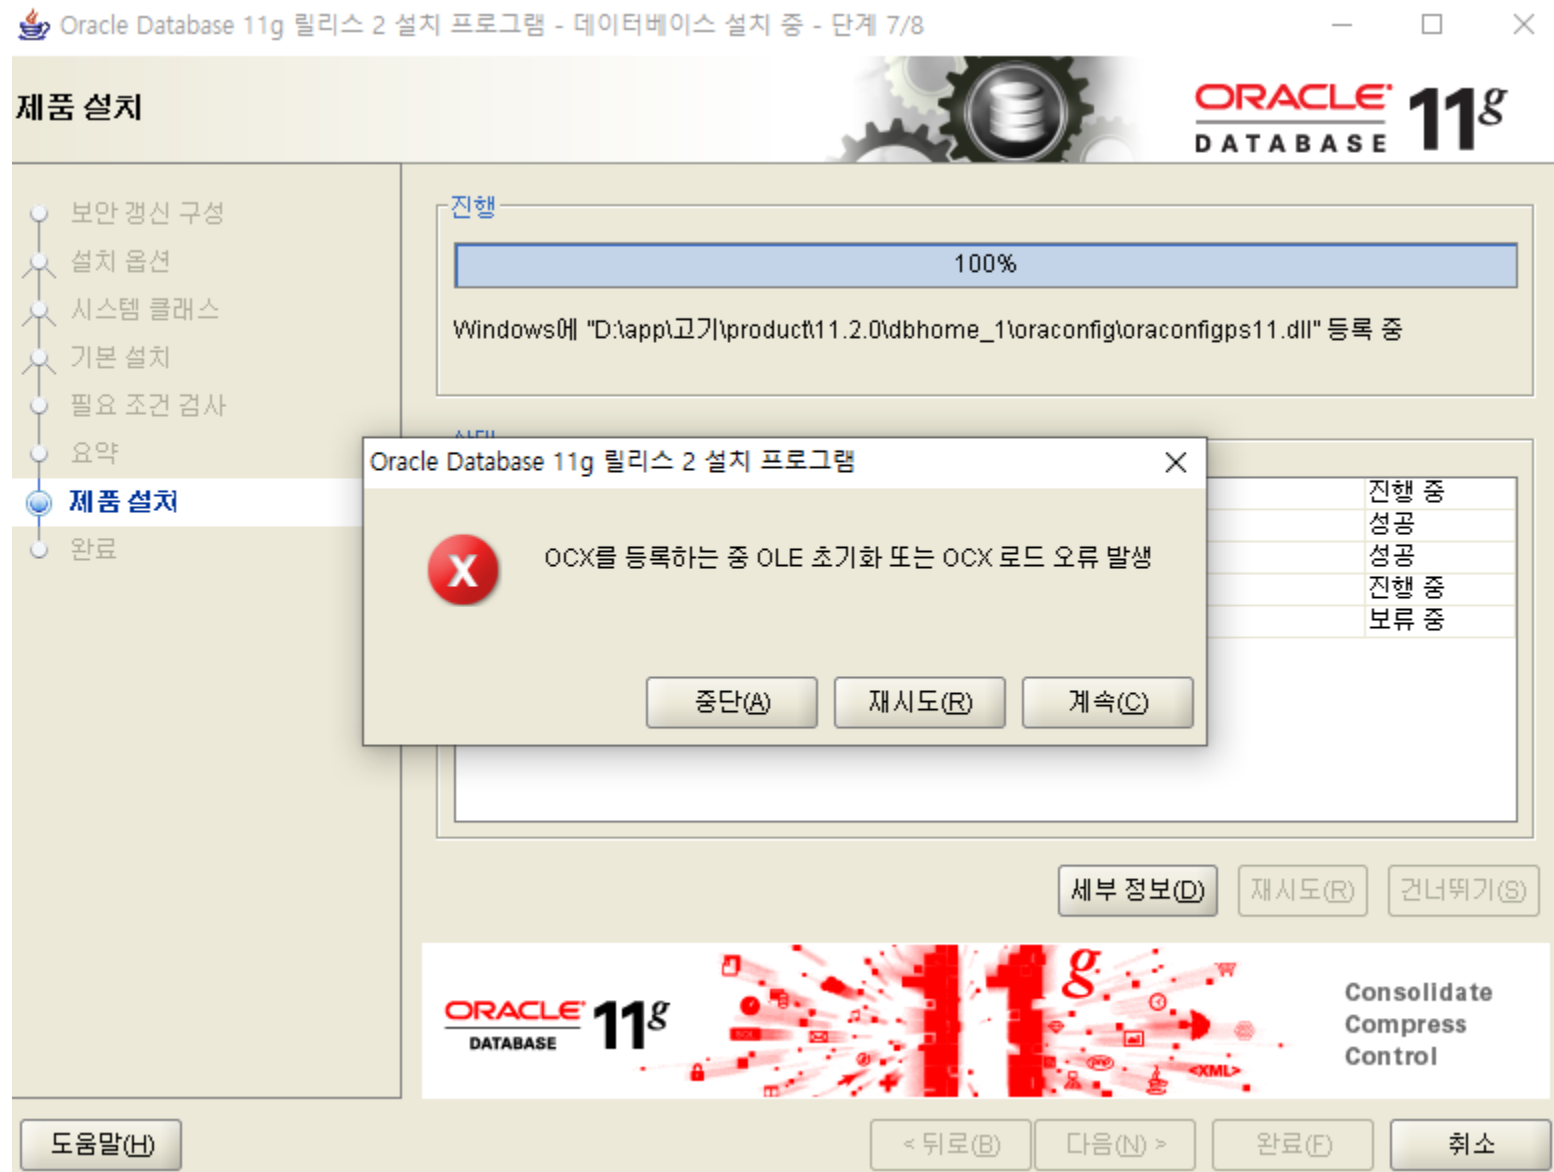 Oracle Database 11g 릴리스 2 설치 프로그램 - 데이터베이스 설치 중 - 단계 7/8
제품 설치
ORACLE DATABASE 11g
보안 갱신 구성
설치 옵션
시스템 클래스
기본 설치
필요 조건 검사
요약
제품 설치
완료
진행
100%
Windows에 "D:\app\고기\product\11.2.0\dbhome_1\oraconfig\oraconfigps11.dll" 등록 중
Oracle Database 11g 릴리스 2 설치 프로그램
OCX를 등록하는 중 OLE 초기화 또는 OCX 로드 오류 발생
중단(A) 재시도(R) 계속(C)
진행 중
성공
성공
진행 중
보류 중
세부 정보(D) 재시도(R) 건너뛰기(S)
ORACLE DATABASE 11g
11g
<XML>
Consolidate
Compress
Control
도움말(H) < 뒤로(B) 다음(N) > 완료(F) 취소